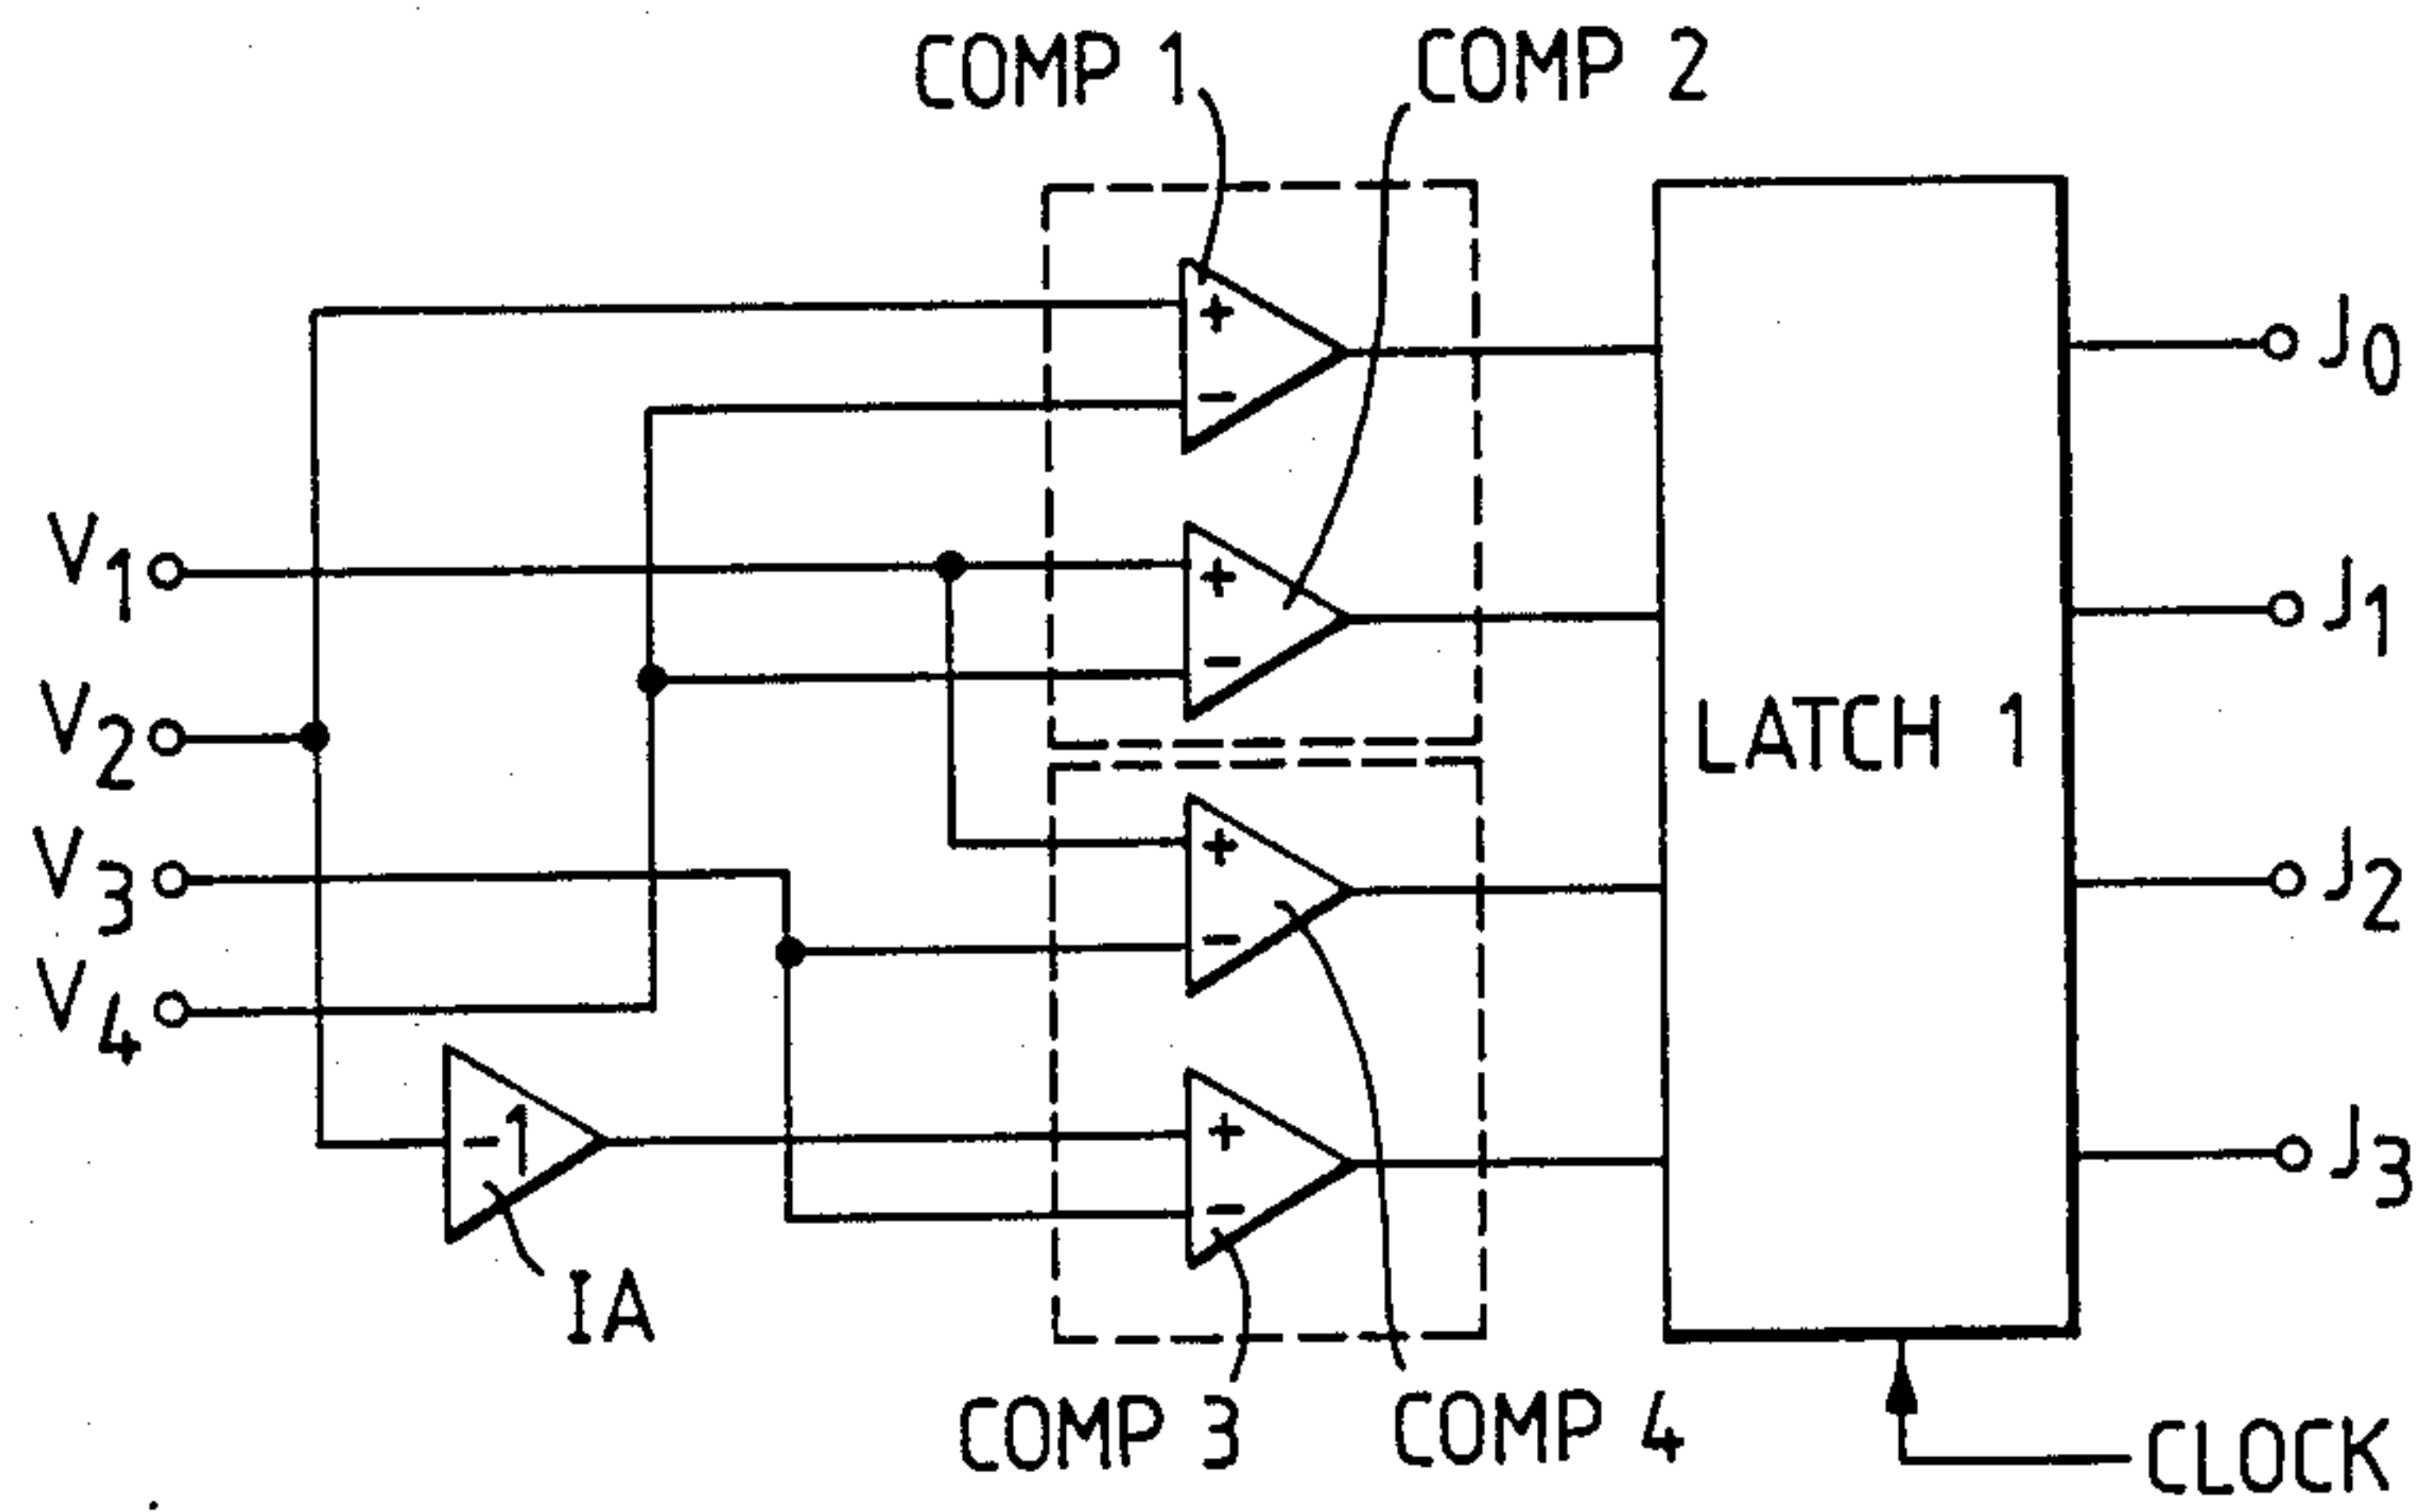 COMP 1
COMP 2
+
−
V1
+
−
V2
LATCH 1
V3
+
−
V4
−1
+
−
IA
COMP 3
COMP 4
J0
J1
J2
J3
CLOCK